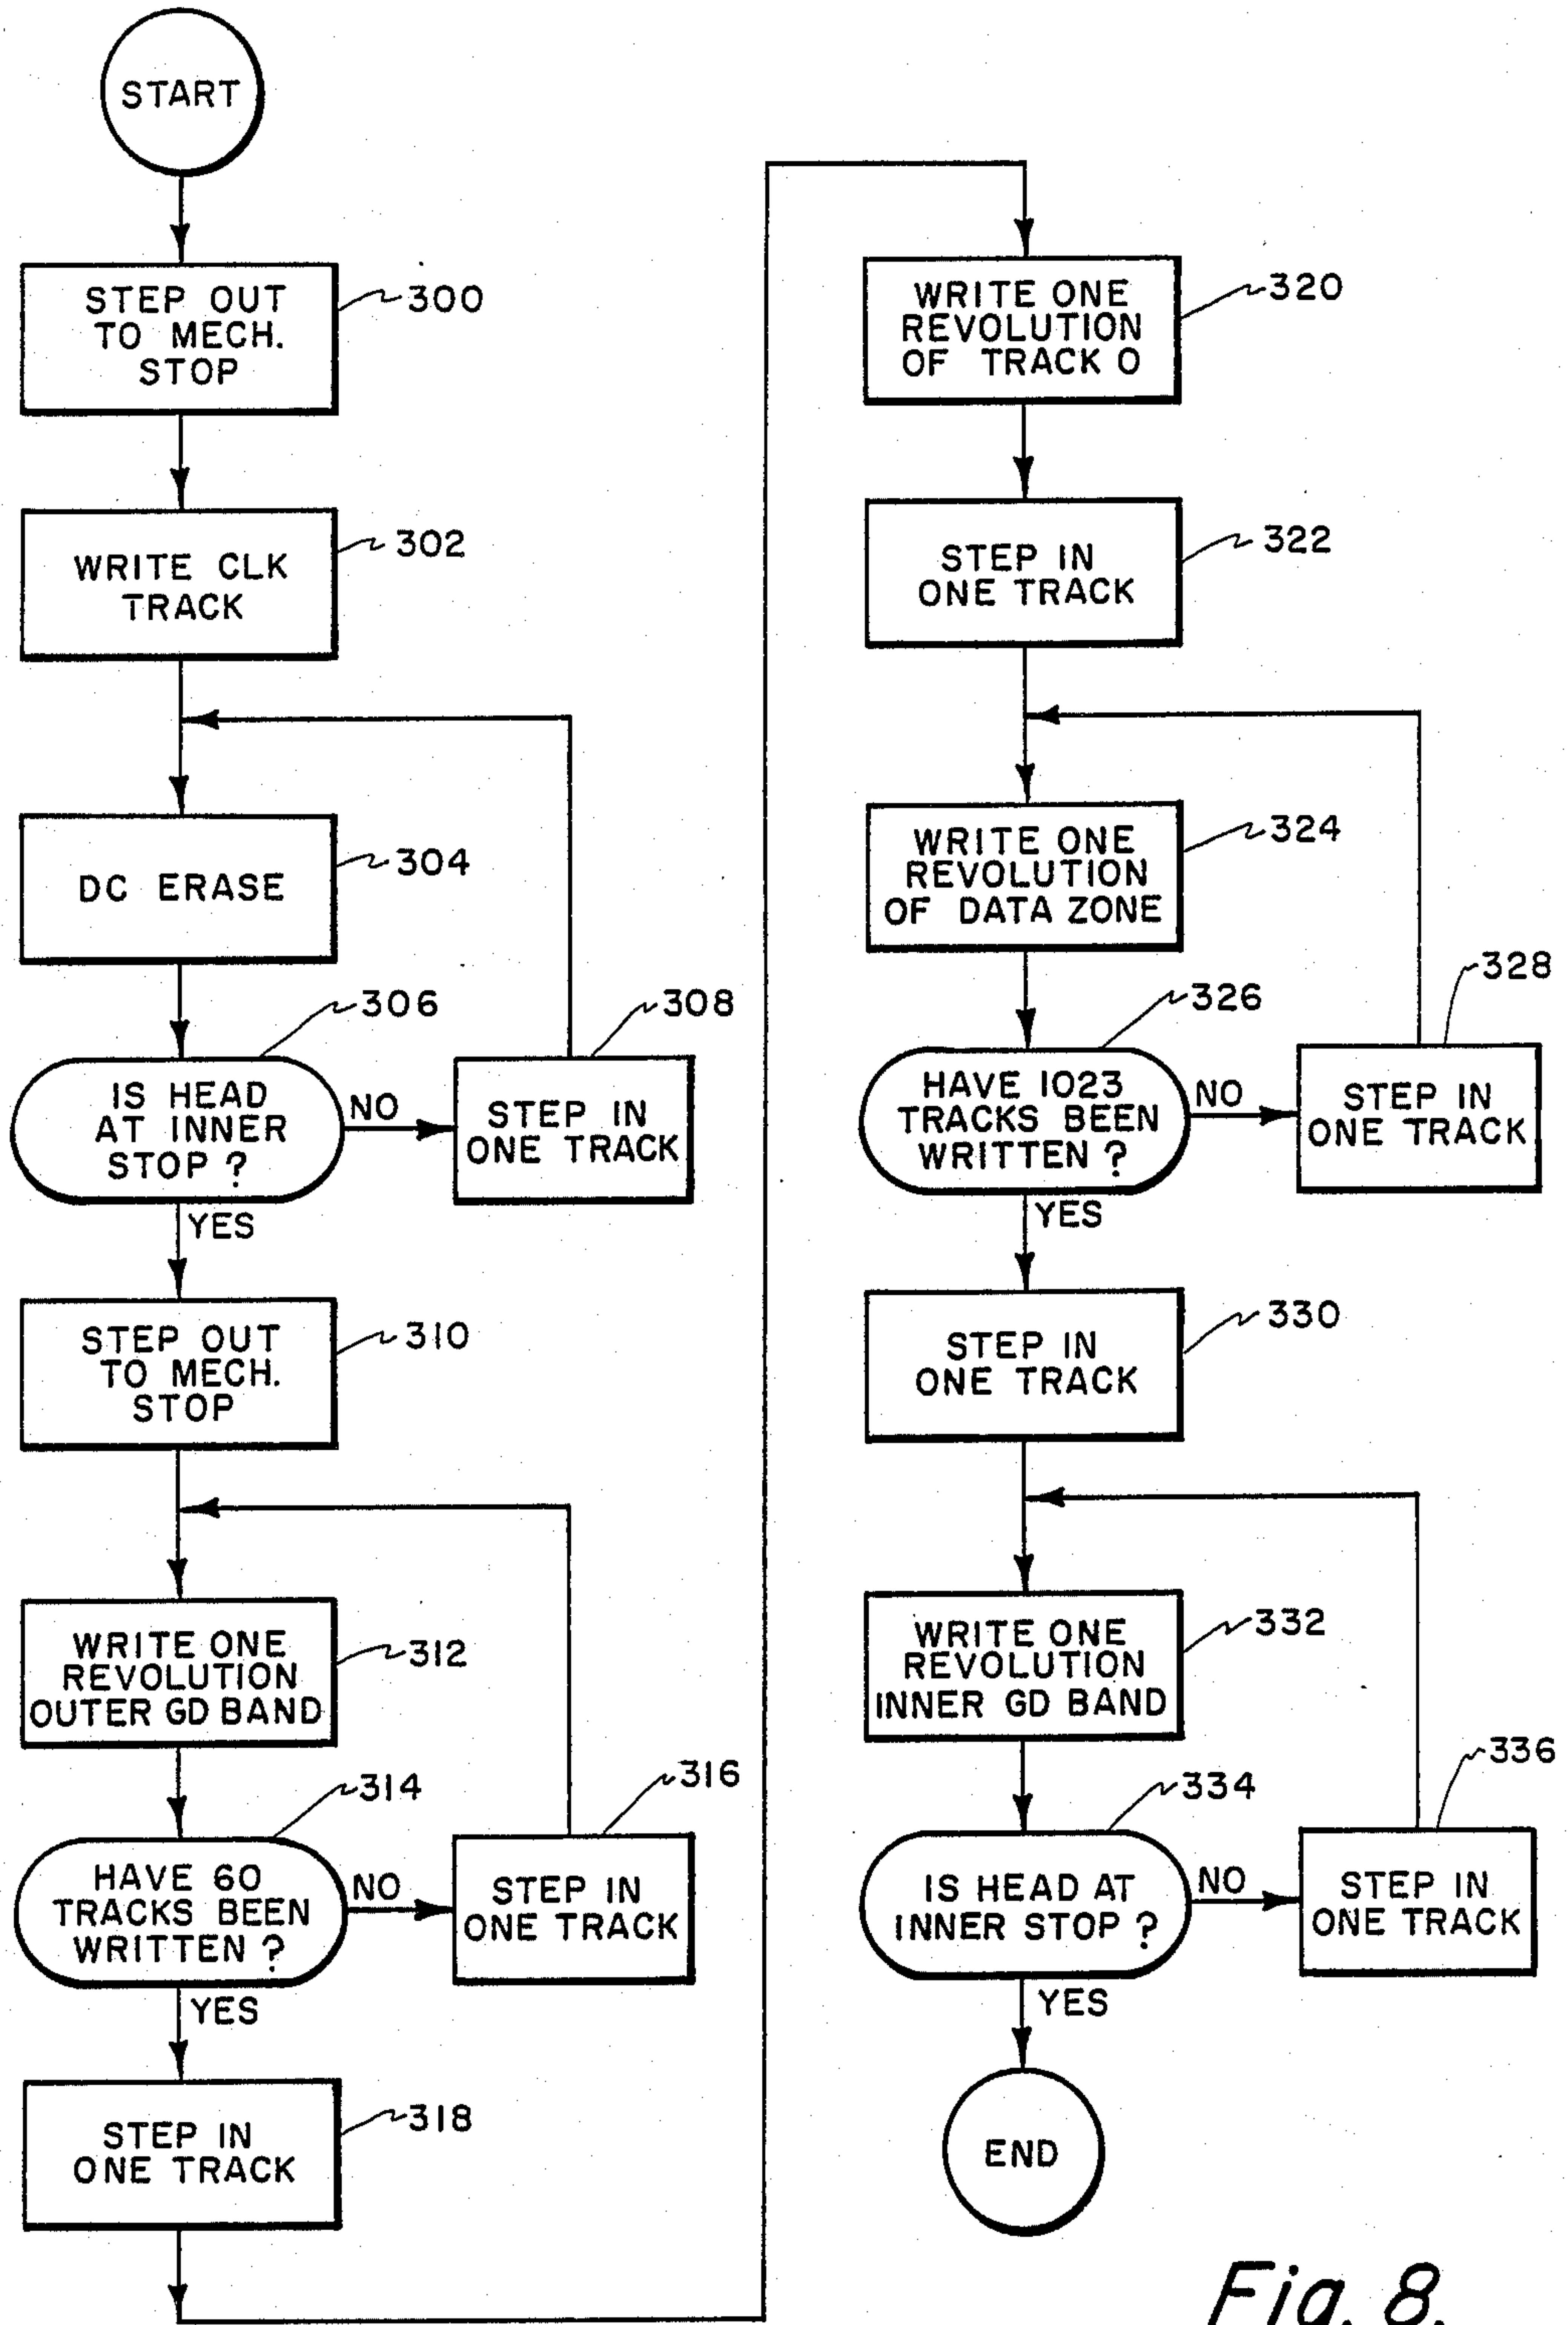 START
STEP OUT
TO MECH.
STOP
300
WRITE CLK
TRACK
302
DC ERASE
304
IS HEAD
AT INNER
STOP ?
306
NO
STEP IN
ONE TRACK
308
YES
STEP OUT
TO MECH.
STOP
310
WRITE ONE
REVOLUTION
OUTER GD BAND
312
HAVE 60
TRACKS BEEN
WRITTEN ?
314
NO
STEP IN
ONE TRACK
316
YES
STEP IN
ONE TRACK
318
WRITE ONE
REVOLUTION
OF TRACK 0
320
STEP IN
ONE TRACK
322
WRITE ONE
REVOLUTION
OF DATA ZONE
324
HAVE 1023
TRACKS BEEN
WRITTEN ?
326
NO
STEP IN
ONE TRACK
328
YES
STEP IN
ONE TRACK
330
WRITE ONE
REVOLUTION
INNER GD BAND
332
IS HEAD AT
INNER STOP ?
334
NO
STEP IN
ONE TRACK
336
YES
END
Fig. 8.